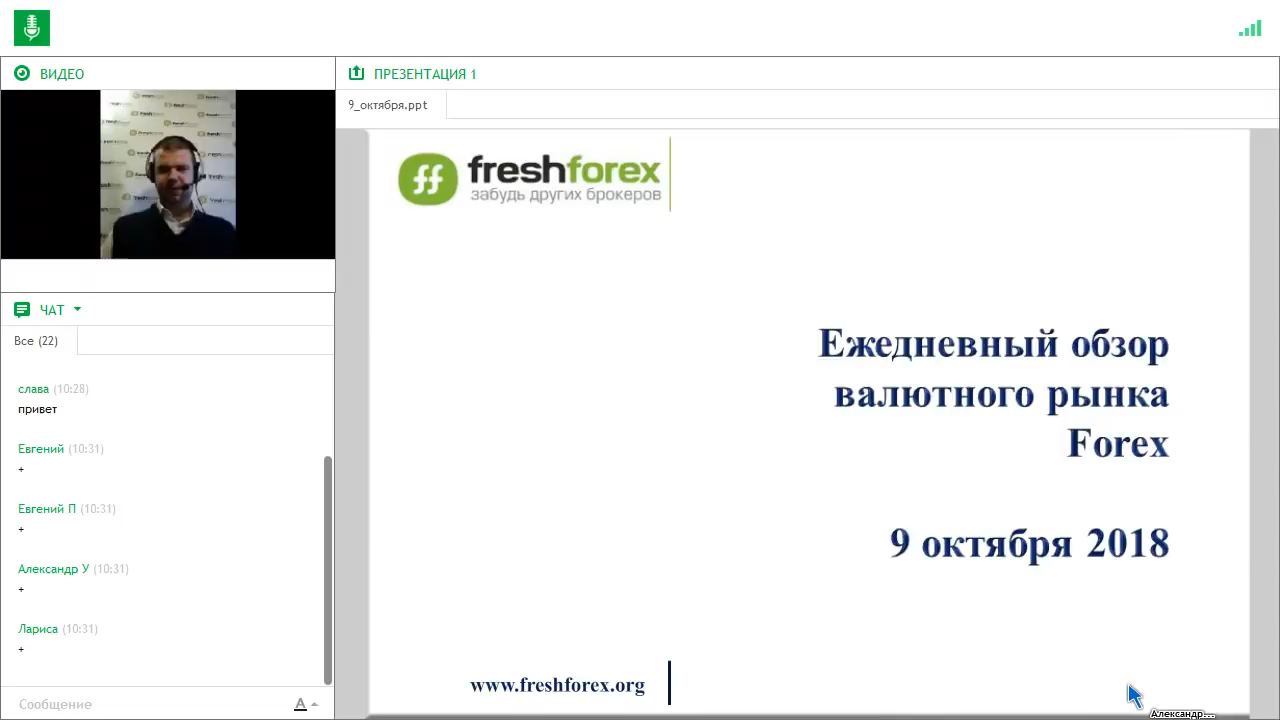 ВИДЕО
ПРЕЗЕНТАЦИЯ 1
9_октября.ppt
freshforex
забудь других брокеров
Ежедневный обзор
валютного рынка
Forex
9 октября 2018
www.freshforex.org
Александр...
ЧАТ
Все (22)
слава (10:28)
привет
Евгений (10:31)
+
Евгений П (10:31)
+
Александр У (10:31)
+
Лариса (10:31)
+
Сообщение
A